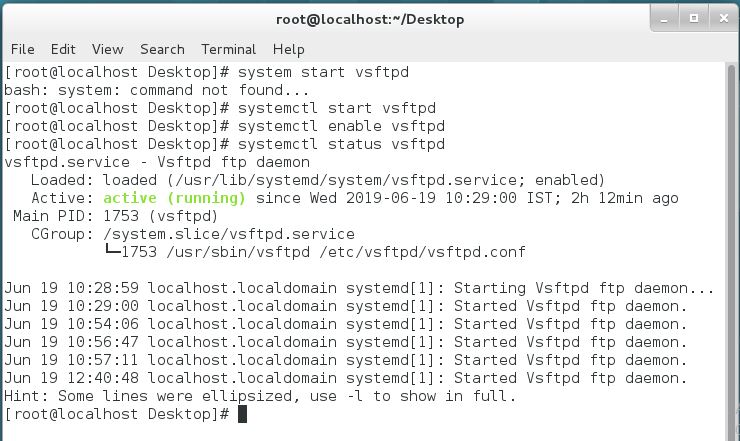 root@localhost:~/Desktop
File Edit View Search Terminal Help
[root@localhost Desktop]# system start vsftpd
bash: system: command not found...
[root@localhost Desktop]# systemctl start vsftpd
[root@localhost Desktop]# systemctl enable vsftpd
[root@localhost Desktop]# systemctl status vsftpd
vsftpd.service - Vsftpd ftp daemon
   Loaded: loaded (/usr/lib/systemd/system/vsftpd.service; enabled)
   Active: active (running) since Wed 2019-06-19 10:29:00 IST; 2h 12min ago
 Main PID: 1753 (vsftpd)
   CGroup: /system.slice/vsftpd.service
           └─1753 /usr/sbin/vsftpd /etc/vsftpd/vsftpd.conf

Jun 19 10:28:59 localhost.localdomain systemd[1]: Starting Vsftpd ftp daemon...
Jun 19 10:29:00 localhost.localdomain systemd[1]: Started Vsftpd ftp daemon.
Jun 19 10:54:06 localhost.localdomain systemd[1]: Started Vsftpd ftp daemon.
Jun 19 10:56:47 localhost.localdomain systemd[1]: Started Vsftpd ftp daemon.
Jun 19 10:57:11 localhost.localdomain systemd[1]: Started Vsftpd ftp daemon.
Jun 19 12:40:48 localhost.localdomain systemd[1]: Started Vsftpd ftp daemon.
Hint: Some lines were ellipsized, use -l to show in full.
[root@localhost Desktop]#